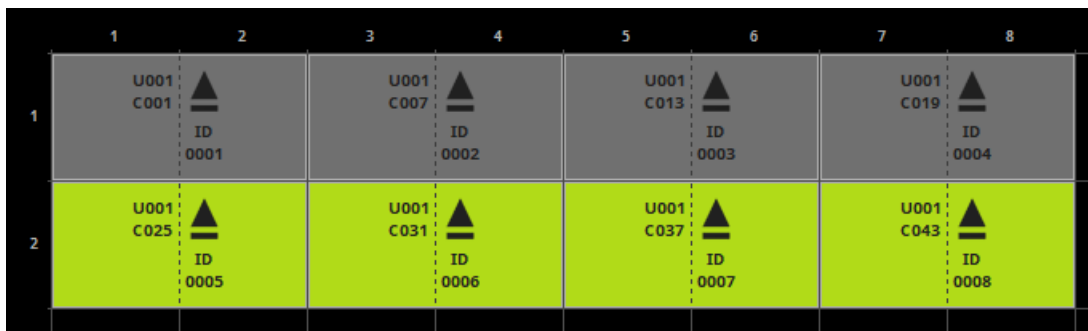 1 2 3 4 5 6 7 8
1
U001 U001 U001 U001
C001 C007 C013 C019
ID ID ID ID
0001 0002 0003 0004
2
U001 U001 U001 U001
C025 C031 C037 C043
ID ID ID ID
0005 0006 0007 0008